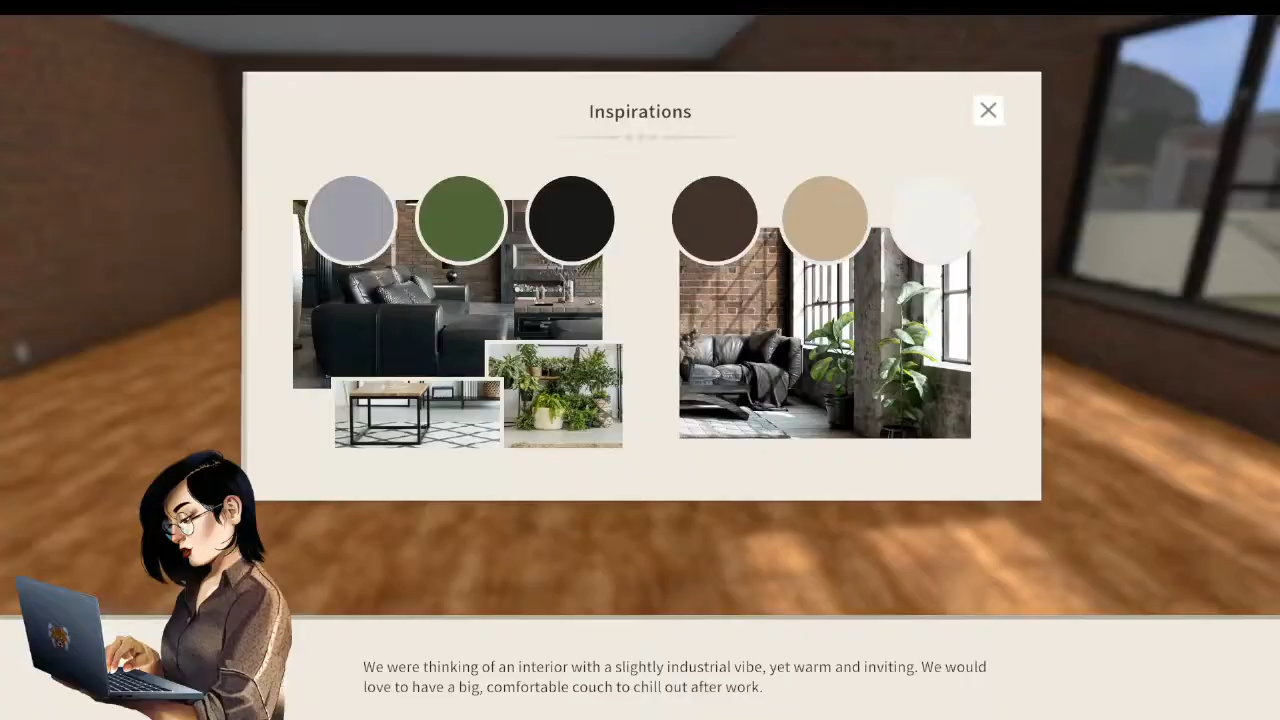 Inspirations
We were thinking of an interior with a slightly industrial vibe, yet warm and inviting. We would
love to have a big, comfortable couch to chill out after work.